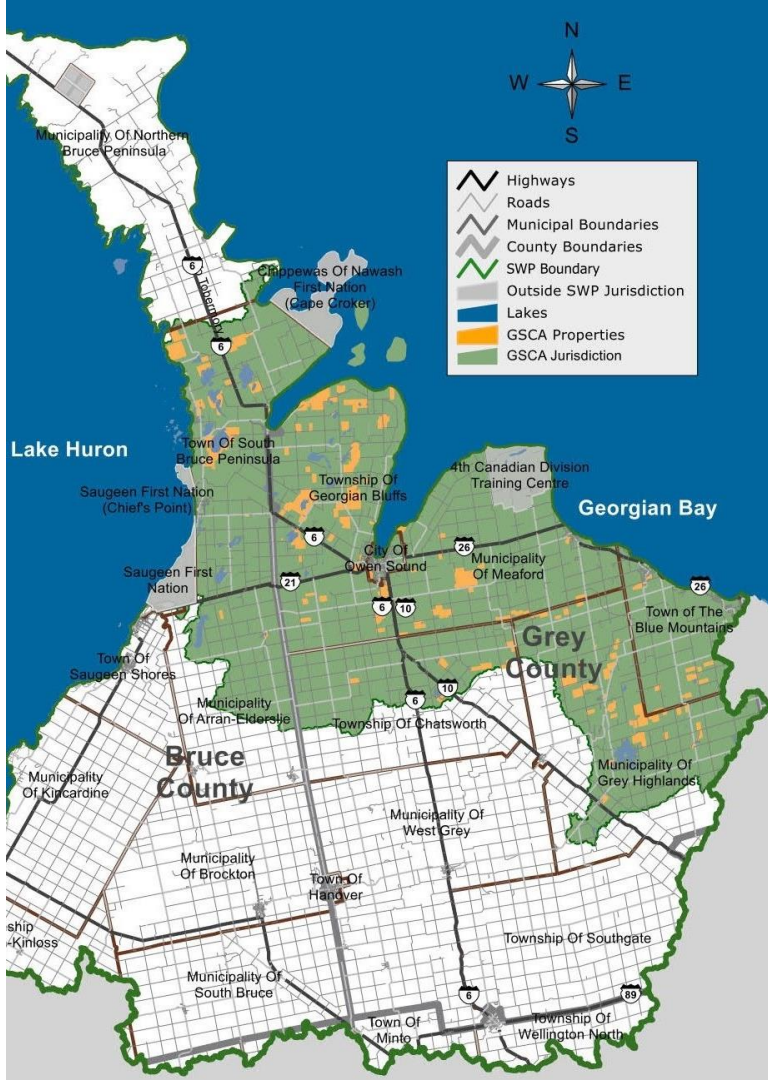 N
W E
S
Highways
Roads
Municipal Boundaries
County Boundaries
SWP Boundary
Outside SWP Jurisdiction
Lakes
GSCA Properties
GSCA Jurisdiction
Municipality Of Northern
Bruce Peninsula
6
Tobermory
Chippewas Of Nawash
First Nation
(Cape Croker)
6
Lake Huron
Town Of South
Bruce Peninsula
Township Of
Georgian Bluffs
4th Canadian Division
Training Centre
Saugeen First Nation
(Chief's Point)
Georgian Bay
6
City Of
Owen Sound
26
Municipality
Of Meaford
Saugeen First
Nation
21
26
6
10
Town of The
Blue Mountains
Grey
County
Town Of
Saugeen Shores
10
6
Municipality
Of Arran-Elderslie
Township Of Chatsworth
Bruce
County
Municipality
Of Kincardine
Municipality Of
Grey Highlands
Municipality Of
West Grey
Municipality
Of Brockton
Town Of
Hanover
ship
-Kinloss
Township Of Southgate
Municipality Of
South Bruce
6
89
Town Of
Minto
Township Of
Wellington North